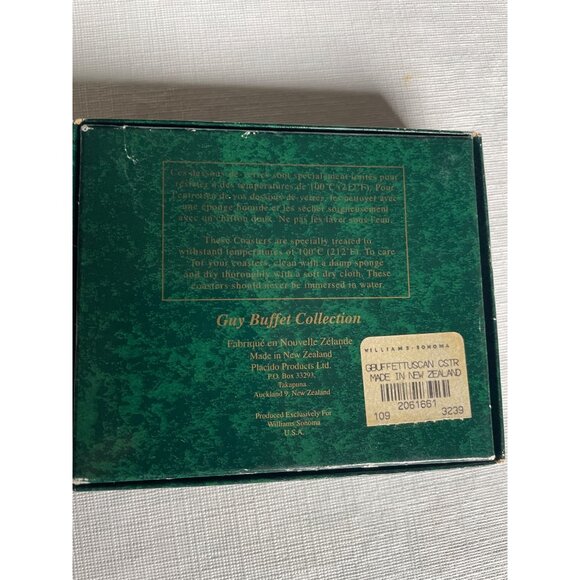 Ces dessous de verres sont spécialement traités pour
résister à des températures de 100°C (212°F). Pour
l'entretien de vos dessous de verres, les nettoyer avec
une éponge humide et les sécher soigneusement
avec un chiffon doux. Ne pas les laver sous l'eau.
These Coasters are specially treated to
withstand temperatures of 100°C (212°F). To care
for your coasters, clean with a damp sponge
and dry thoroughly with a soft dry cloth. These
coasters should never be immersed in water.
Guy Buffet Collection
Fabriqué en Nouvelle Zélande
Made in New Zealand
Placido Products Ltd.
P.O. Box 33293,
Takapuna
Auckland 9, New Zealand
Produced Exclusively For
Williams Sonoma
U.S.A.
WILLIAMS-SONOMA
GBUFFETTUSCAN CSTR
MADE IN NEW ZEALAND
2061661
109 3239